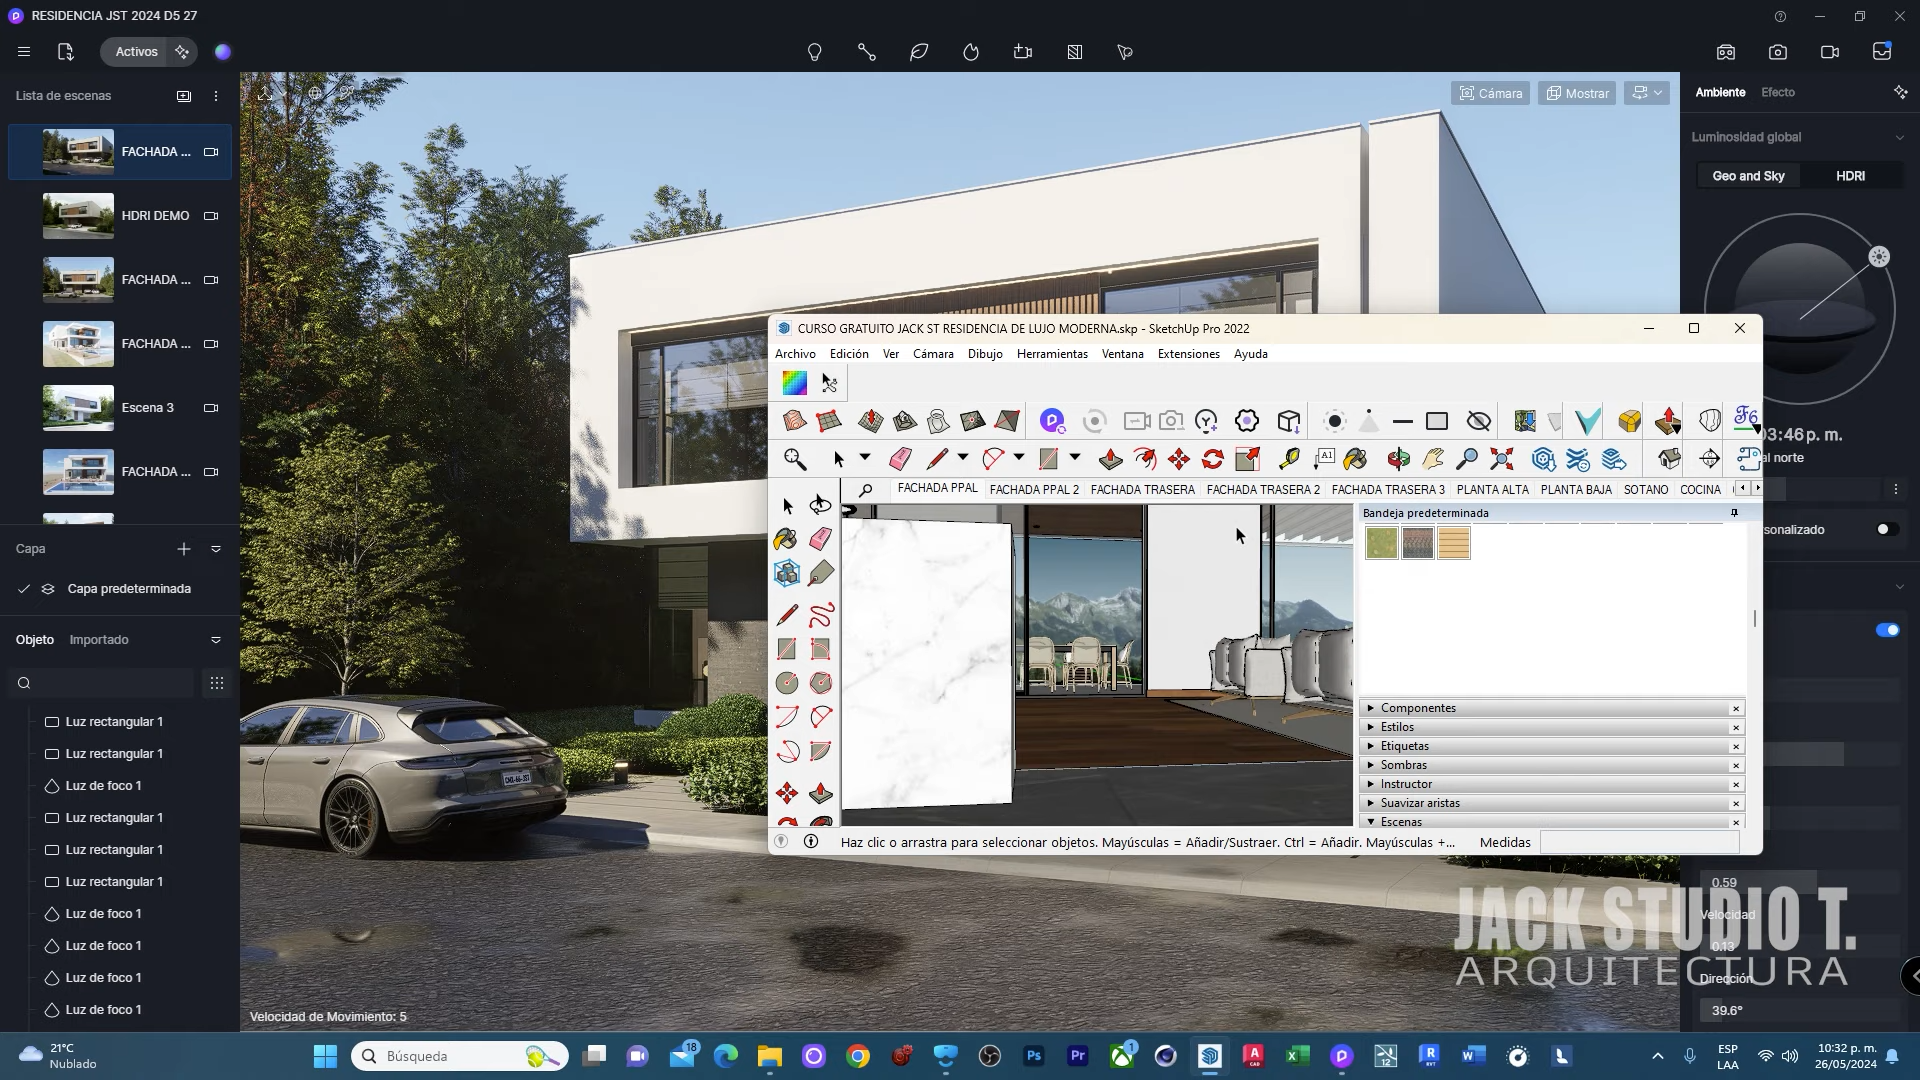 RESIDENCIA JST 2024 D5 27
Activos
Lista de escenas
FACHADA ...
HDRI DEMO
FACHADA ...
FACHADA ...
Escena 3
FACHADA ...
Capa
Capa predeterminada
Objeto
Importado
Luz rectangular 1
Luz rectangular 1
Luz de foco 1
Luz rectangular 1
Luz rectangular 1
Luz rectangular 1
Luz de foco 1
Luz de foco 1
Luz de foco 1
Luz de foco 1
Cámara
Mostrar
Velocidad de Movimiento: 5
CURSO GRATUITO JACK ST RESIDENCIA DE LUJO MODERNA.skp - SketchUp Pro 2022
Archivo Edición Ver Cámara Dibujo Herramientas Ventana Extensiones Ayuda
FACHADA PPAL FACHADA PPAL 2 FACHADA TRASERA FACHADA TRASERA 2 FACHADA TRASERA 3 PLANTA ALTA PLANTA BAJA SOTANO COCINA
Bandeja predeterminada
Componentes
Estilos
Etiquetas
Sombras
Instructor
Suavizar aristas
Escenas
Haz clic o arrastra para seleccionar objetos. Mayúsculas = Añadir/Sustraer. Ctrl = Añadir. Mayúsculas +...
Medidas
Ambiente
Efecto
Luminosidad global
Geo and Sky
HDRI
03:46 p. m.
al norte
sonalizado
0.59
Velocidad
0.13
Dirección
39.6°
JACK STUDIO T.
ARQUITECTURA
21°C
Nublado
Búsqueda
18
Ps
Pr
1
12
ESP
LAA
10:32 p. m.
26/05/2024